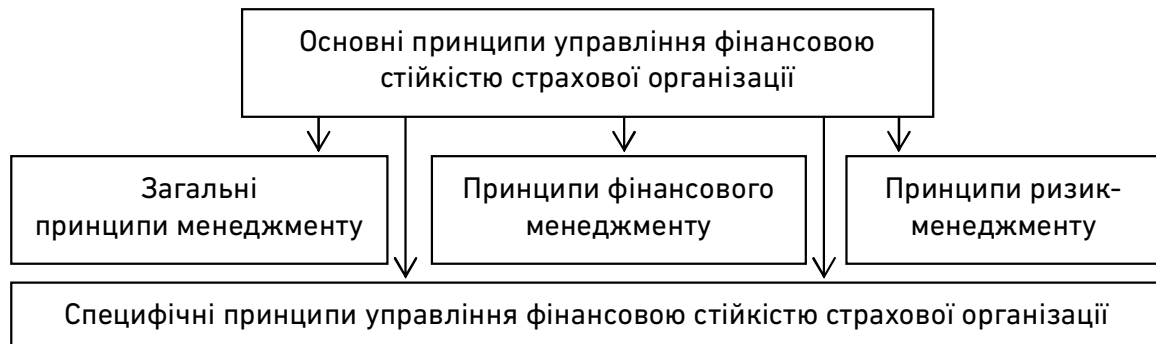 Основні принципи управління фінансовою
стійкістю страхової організації
Загальні
принципи менеджменту
Принципи фінансового
менеджменту
Принципи ризик-
менеджменту
Специфічні принципи управління фінансовою стійкістю страхової організації